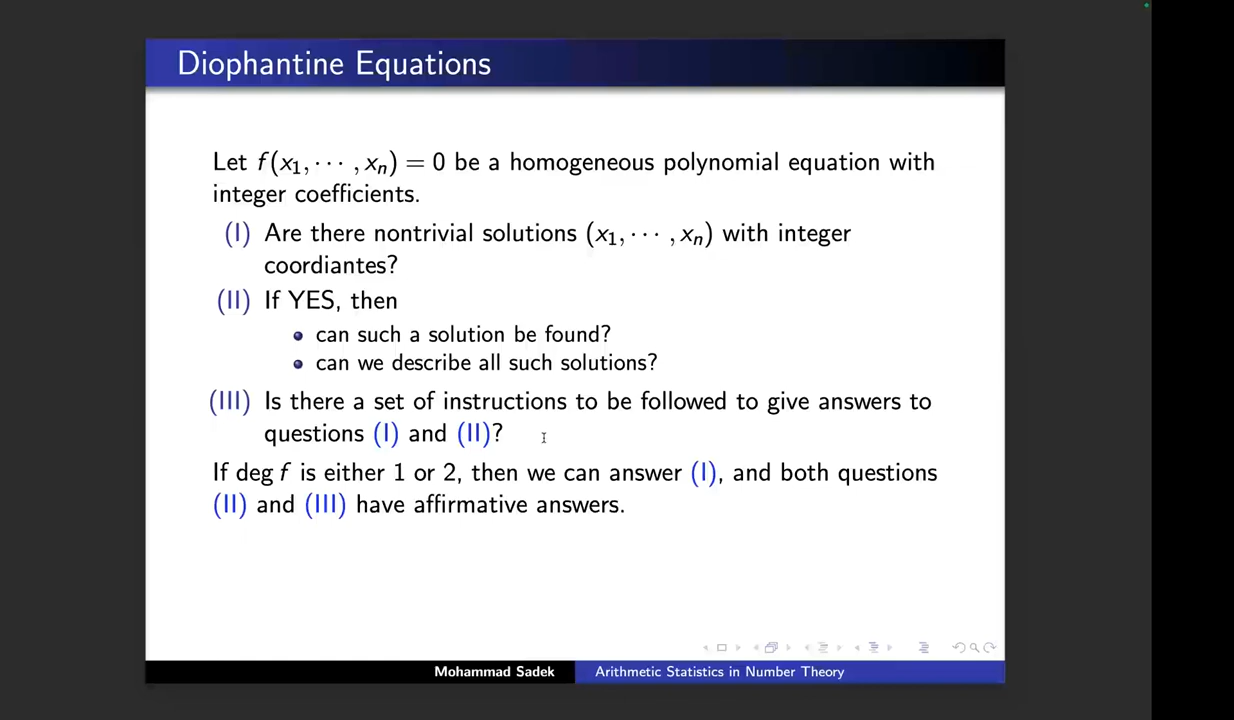 Diophantine Equations
Let f(x₁, ··· , xₙ) = 0 be a homogeneous polynomial equation with
integer coefficients.
(I) Are there nontrivial solutions (x₁, ··· , xₙ) with integer
coordiantes?
(II) If YES, then
can such a solution be found?
can we describe all such solutions?
(III) Is there a set of instructions to be followed to give answers to
questions (I) and (II)?
If deg f is either 1 or 2, then we can answer (I), and both questions
(II) and (III) have affirmative answers.
Mohammad Sadek Arithmetic Statistics in Number Theory